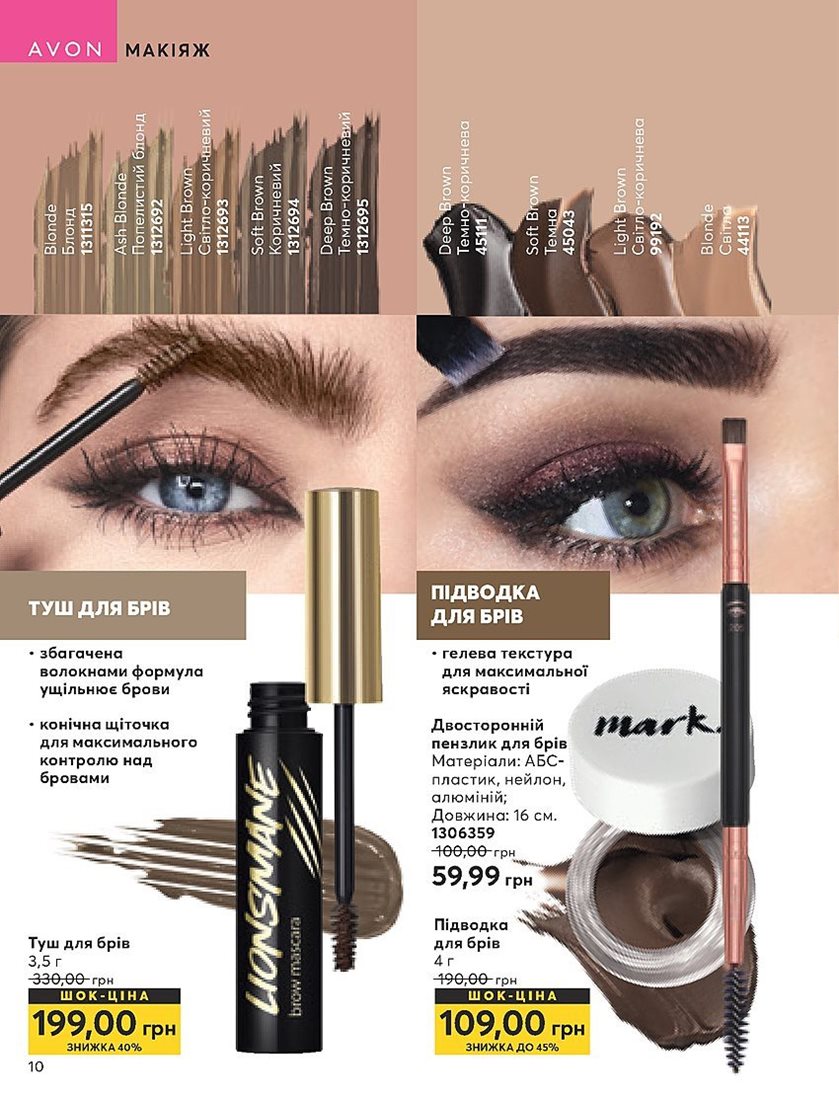 AVON МАКІЯЖ
Blonde
Блонд
1311315
Ash Blonde
Попелистий блонд
1312692
Light Brown
Світло-коричневий
1312693
Soft Brown
Коричневий
1312694
Deep Brown
Темно-коричневий
1312695
Deep Brown
Темно-коричнева
45111
Soft Brown
Темна
45043
Light Brown
Світло-коричнева
99192
Blonde
Світла
44113
ТУШ ДЛЯ БРІВ
• збагачена
волокнами формула
ущільнює брови
• конічна щіточка
для максимального
контролю над
бровами
LIONSMANE
brow mascara
Туш для брів
3,5 г
330,00 грн
ШОК-ЦІНА
199,00 грн
ЗНИЖКА 40%
ПІДВОДКА
ДЛЯ БРІВ
• гелева текстура
для максимальної
яскравості
Двосторонній
пензлик для брів
Матеріали: АБС-
пластик, нейлон,
алюміній;
Довжина: 16 см.
1306359
100,00 грн
59,99 грн
mark.
Підводка
для брів
4 г
190,00 грн
ШОК-ЦІНА
109,00 грн
ЗНИЖКА ДО 45%
10